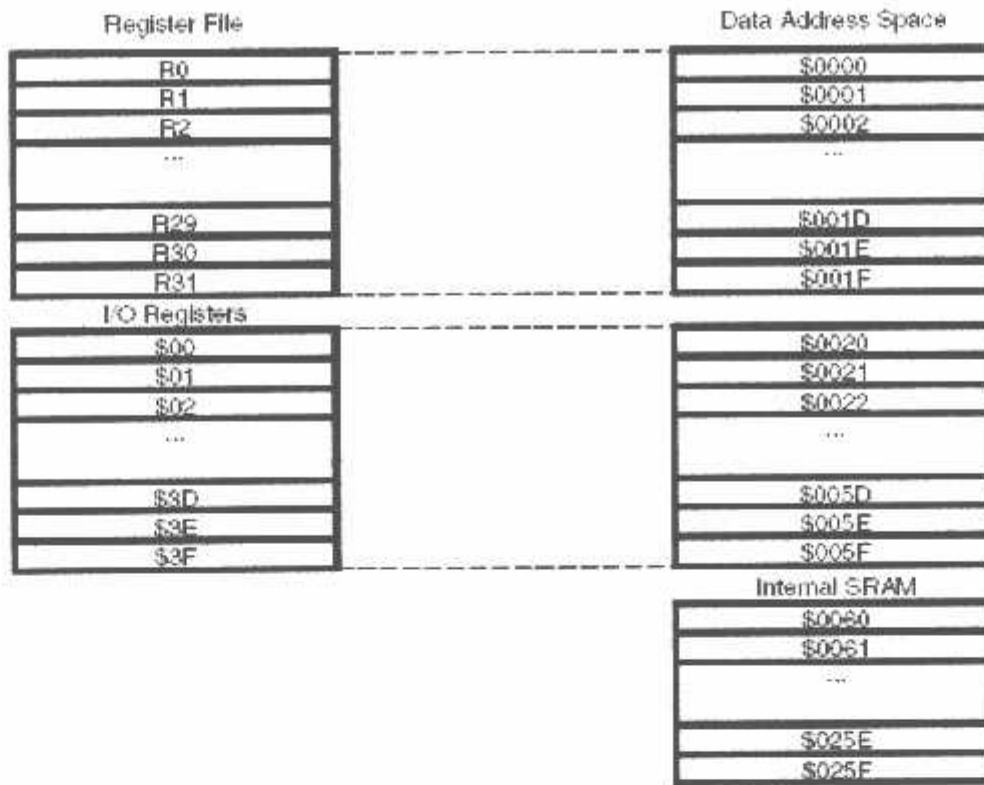 Register File
R0
R1
R2
...
R29
R30
R31
I/O Registers
$00
$01
$02
...
$3D
$3E
$3F
Data Address Space
$0000
$0001
$0002
...
$001D
$001E
$001F
$0020
$0021
$0022
...
$005D
$005E
$005F
Internal SRAM
$0060
$0061
...
$025E
$025F